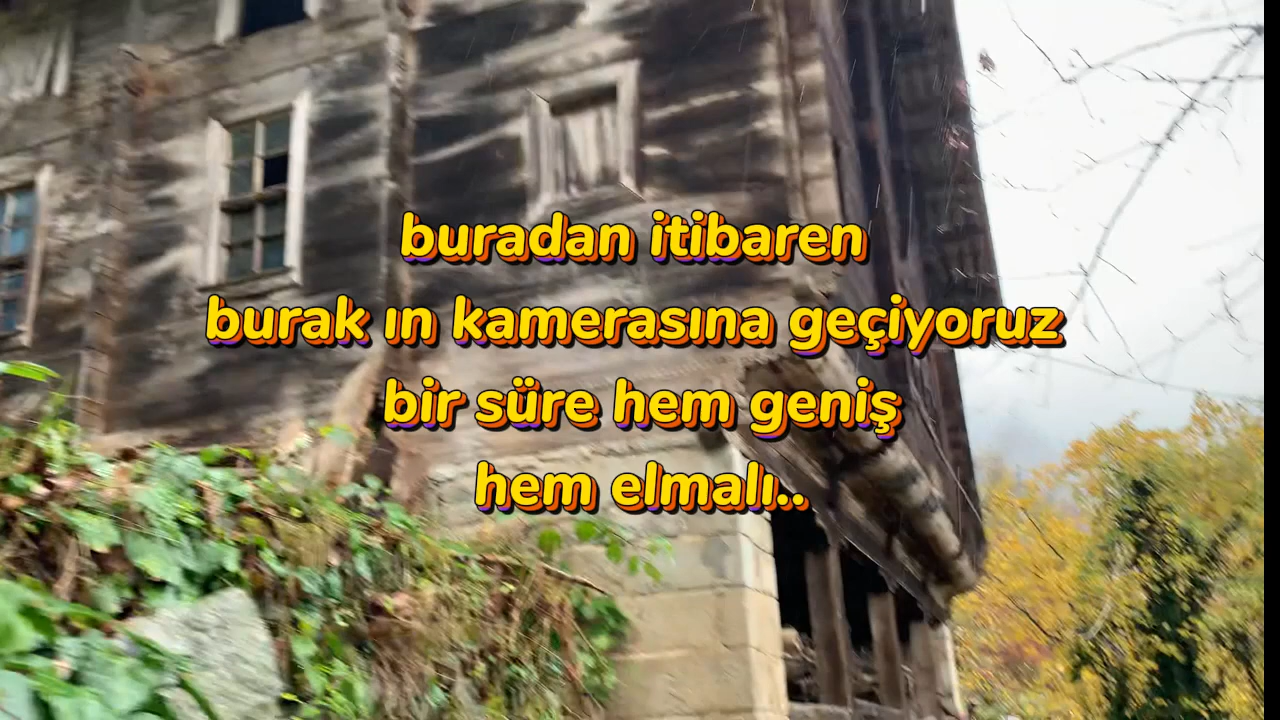 buradan itibaren
burak ın kamerasına geçiyoruz
bir süre hem geniş
hem elmalı..